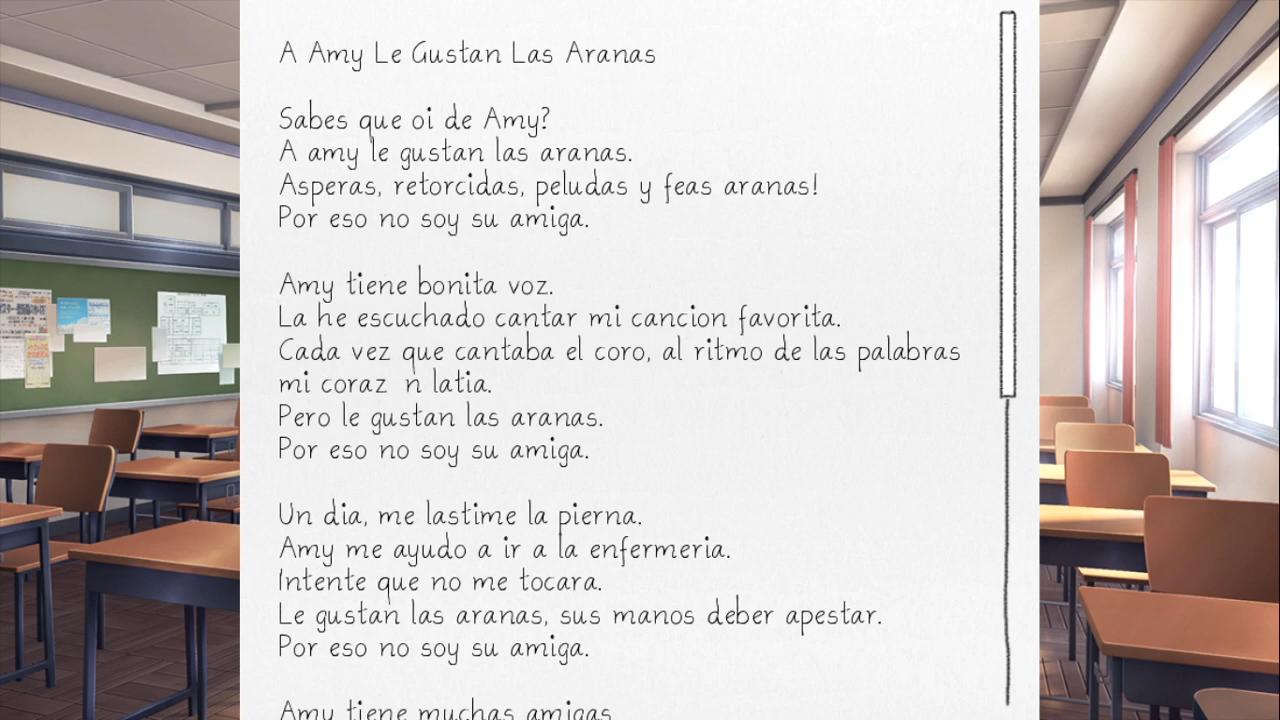 A Amy Le Gustan Las Aranas
Sabes que oi de Amy?
A amy le gustan las aranas.
Asperas, retorcidas, peludas y feas aranas!
Por eso no soy su amiga.
Amy tiene bonita voz.
La he escuchado cantar mi cancion favorita.
Cada vez que cantaba el coro, al ritmo de las palabras
mi coraz n latia.
Pero le gustan las aranas.
Por eso no soy su amiga.
Un dia, me lastime la pierna.
Amy me ayudo a ir a la enfermeria.
Intente que no me tocara.
Le gustan las aranas, sus manos deber apestar.
Por eso no soy su amiga.
Amy tiene muchas amigas